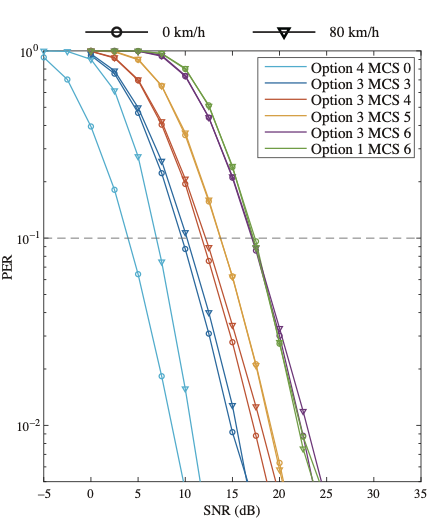 0 km/h 80 km/h
10⁰
Option 4 MCS 0
Option 3 MCS 3
Option 3 MCS 4
Option 3 MCS 5
Option 3 MCS 6
Option 1 MCS 6
10⁻¹
PER
10⁻²
−5 0 5 10 15 20 25 30 35
SNR (dB)